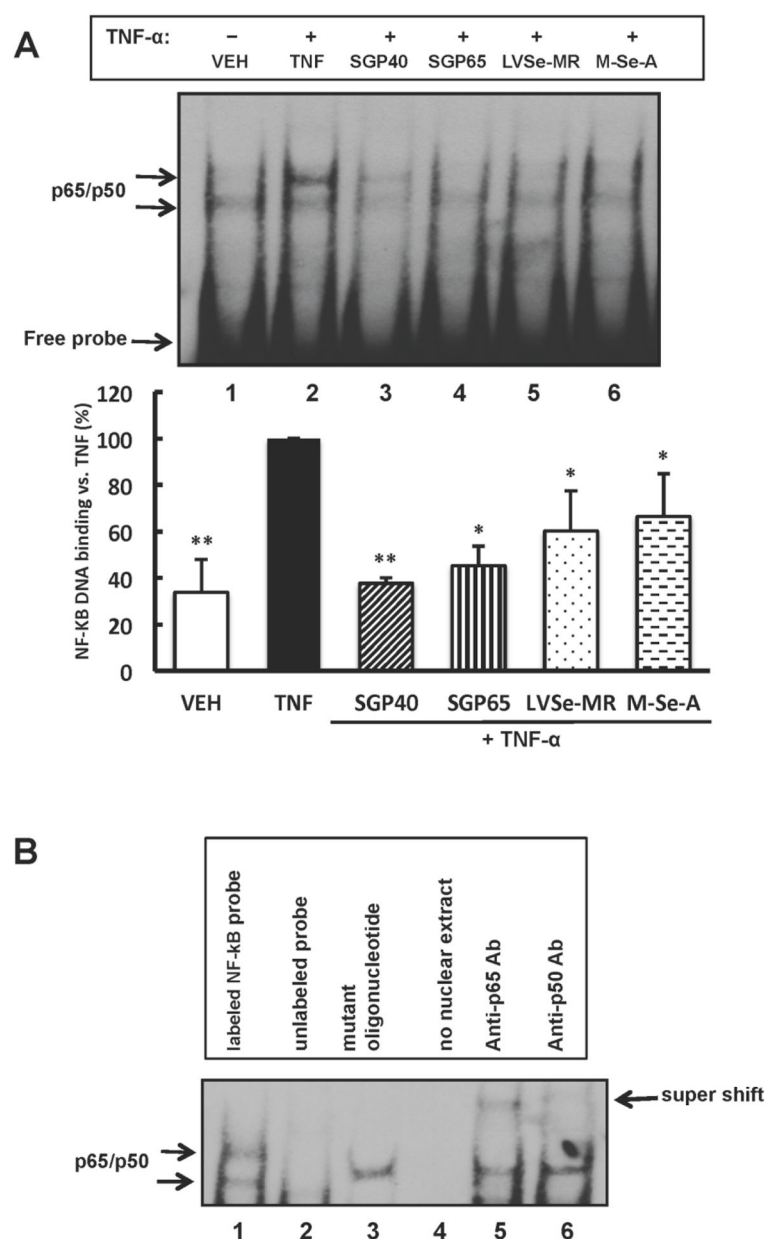 A
TNF-α: – + + + + +
VEH TNF SGP40 SGP65 LVSe-MR M-Se-A
p65/p50
Free probe
1 2 3 4 5 6
NF-KB DNA binding vs. TNF (%)
120
100
80
60
40
20
0
** ** * * *
VEH TNF SGP40 SGP65 LVSe-MR M-Se-A
+ TNF-α
B
labeled NF-kB probe
unlabeled probe
mutant
oligonucleotide
no nuclear extract
Anti-p65 Ab
Anti-p50 Ab
super shift
p65/p50
1 2 3 4 5 6